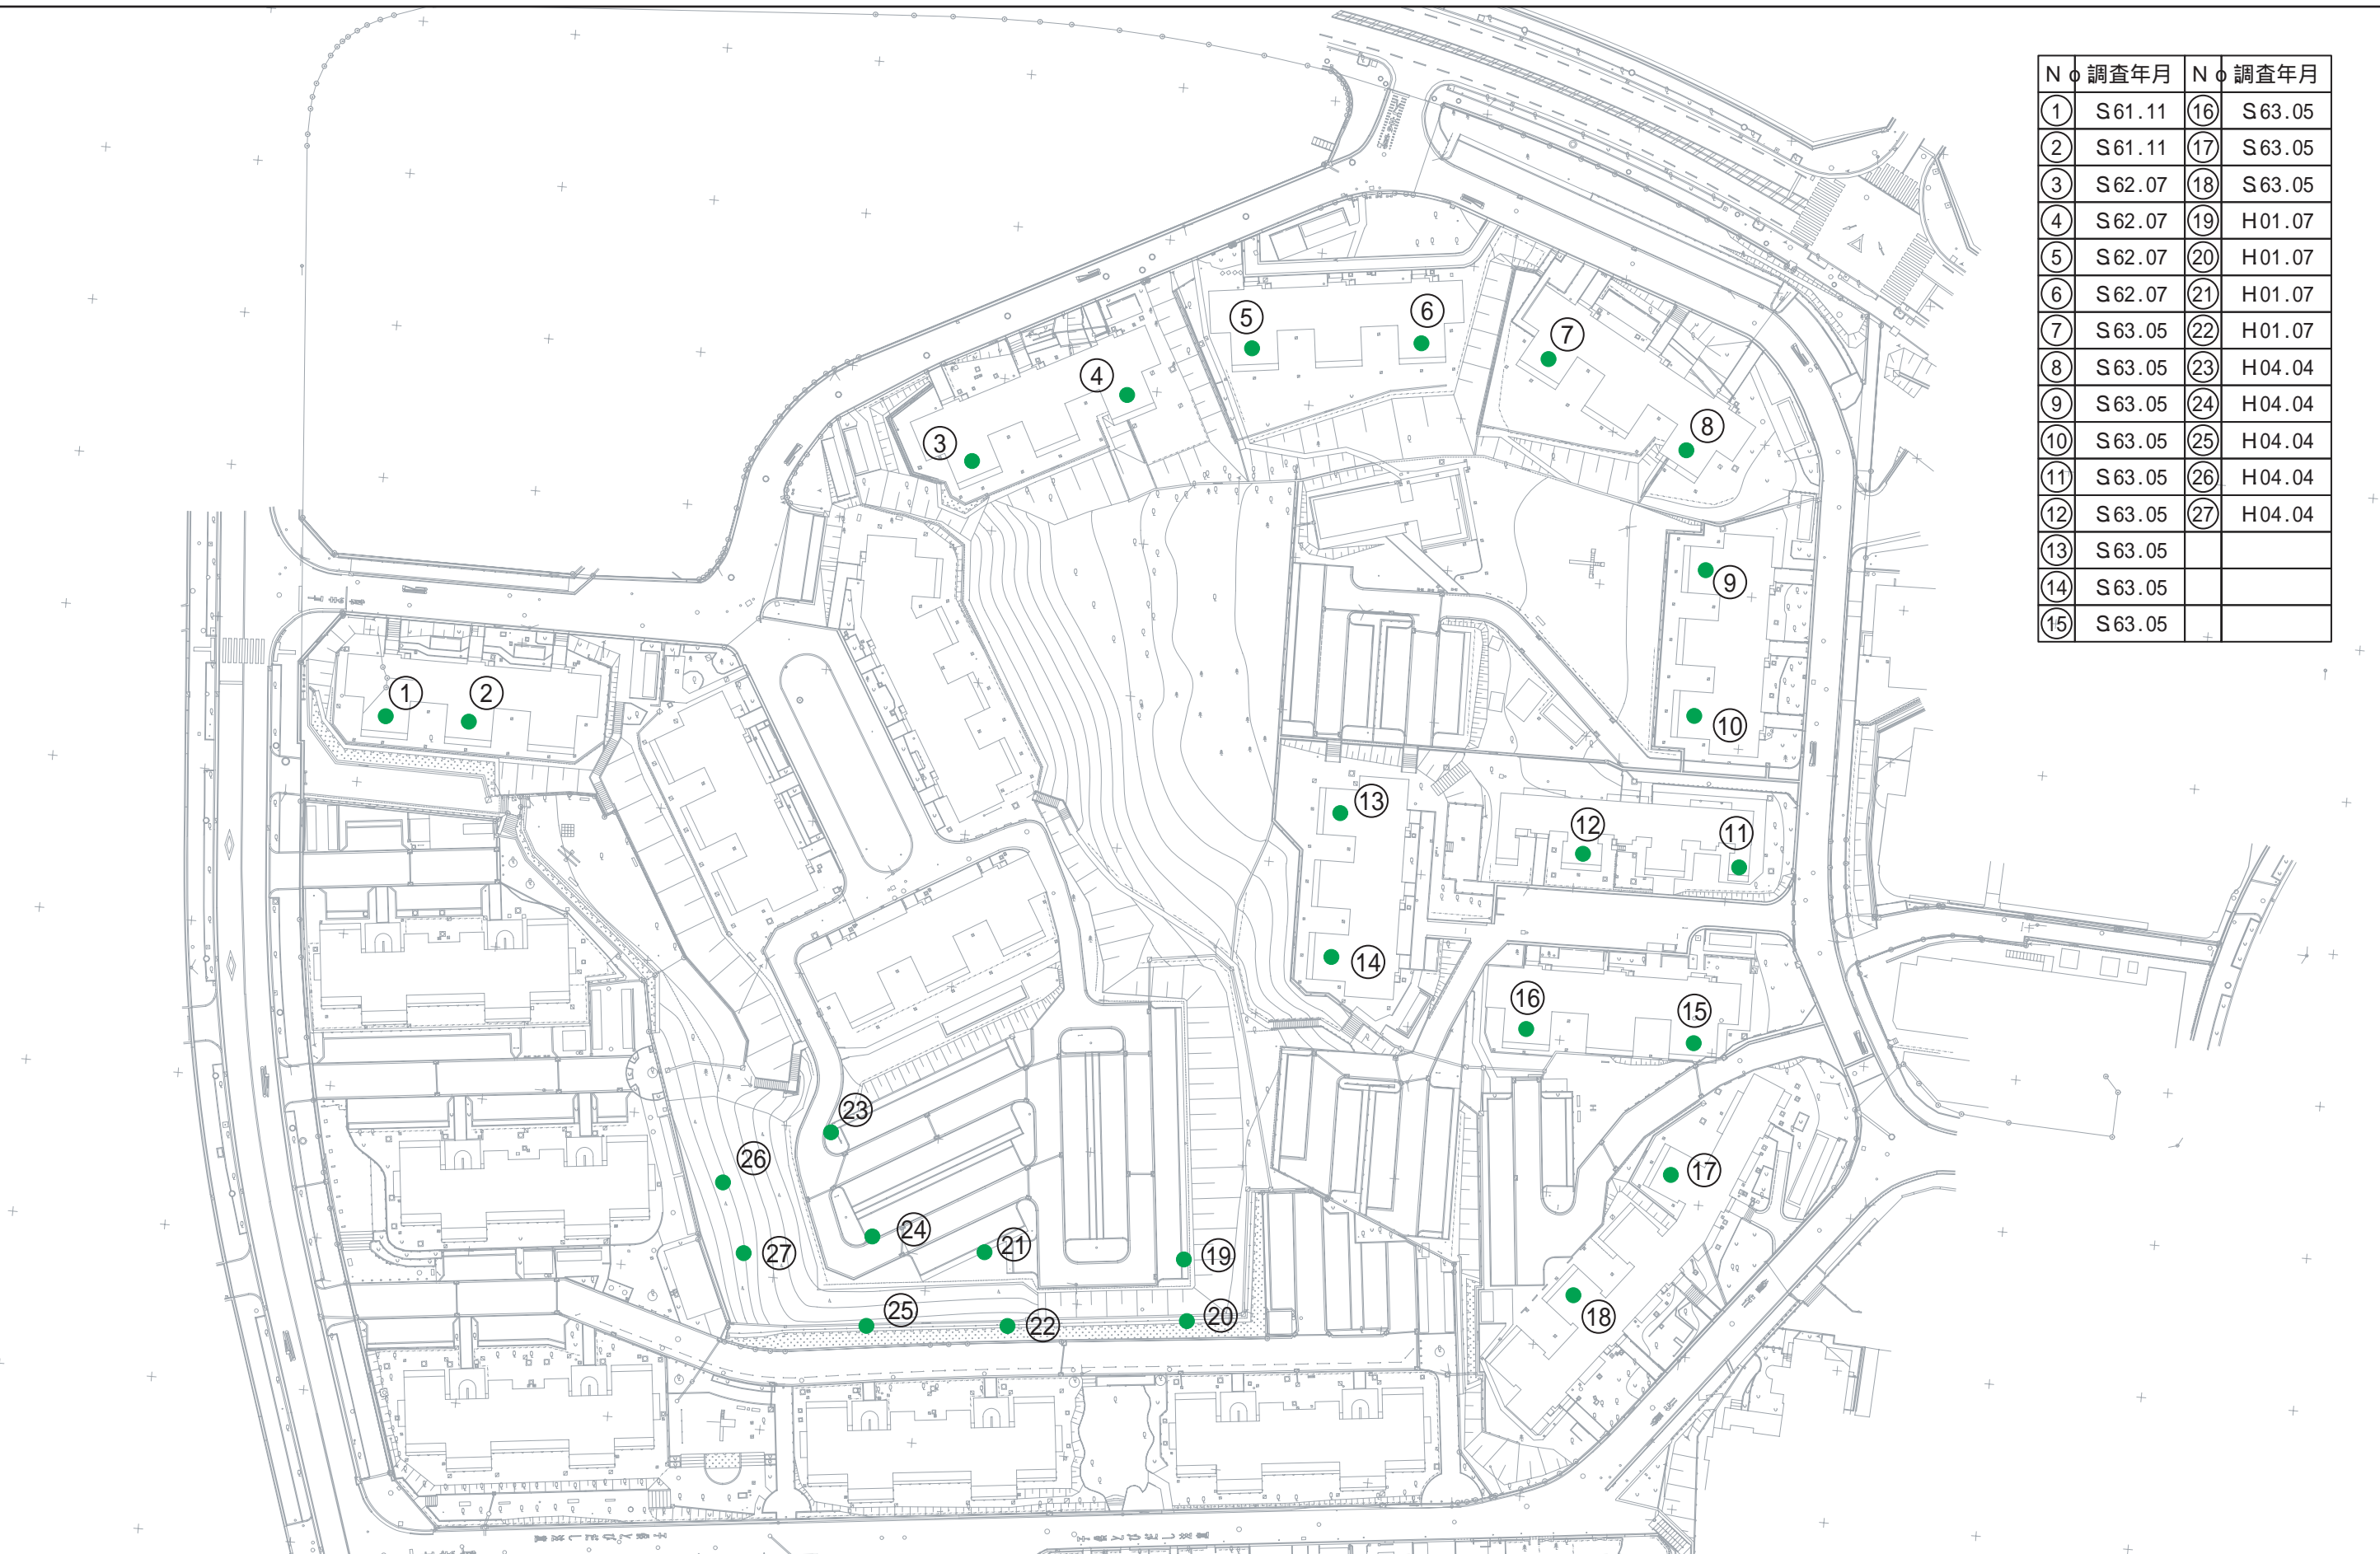 No 調査年月 No 調査年月
① S61.11 ⑯ S63.05
② S61.11 ⑰ S63.05
③ S62.07 ⑱ S63.05
④ S62.07 ⑲ H01.07
⑤ S62.07 ⑳ H01.07
⑥ S62.07 ㉑ H01.07
⑦ S63.05 ㉒ H01.07
⑧ S63.05 ㉓ H04.04
⑨ S63.05 ㉔ H04.04
⑩ S63.05 ㉕ H04.04
⑪ S63.05 ㉖ H04.04
⑫ S63.05 ㉗ H04.04
⑬ S63.05
⑭ S63.05
⑮ S63.05
⑤
⑥
⑦
④
⑧
③
⑨
①
②
⑩
⑬
⑫
⑪
⑭
⑯
⑮
㉓
㉖
⑰
㉔
㉑
㉗
⑲
㉕
㉒
⑳
⑱